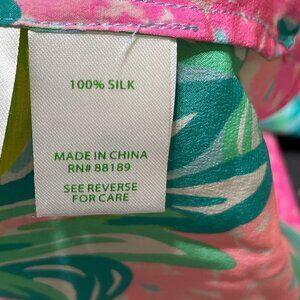 100% SILK
MADE IN CHINA
RN# 88189
SEE REVERSE
FOR CARE